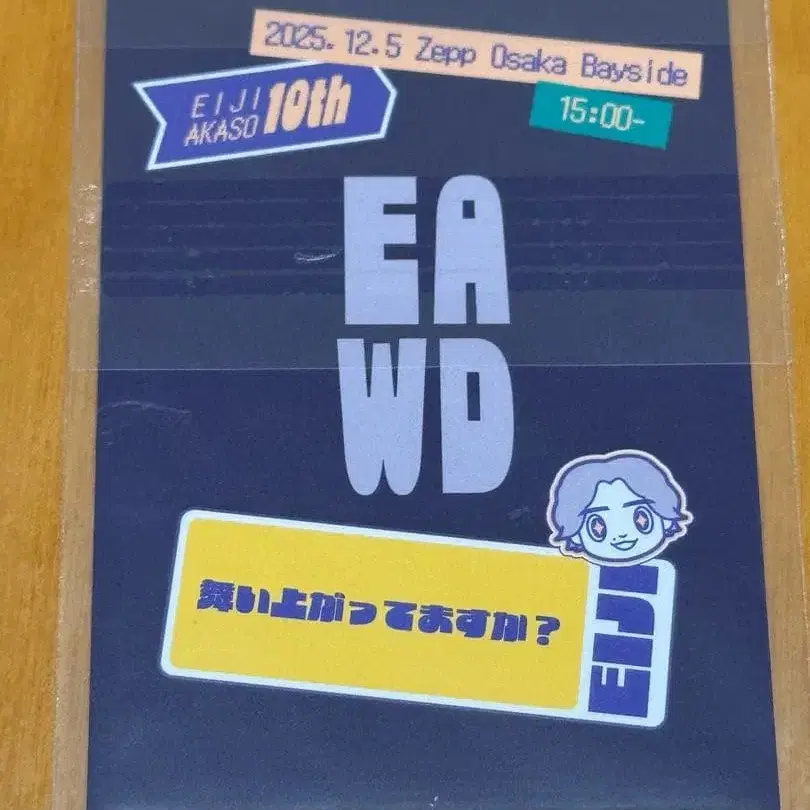 2025.12.5 Zepp Osaka Bayside
15:00-
EIJI
AKASO 10th
EA
WD
舞い上がってますか？
EIJI